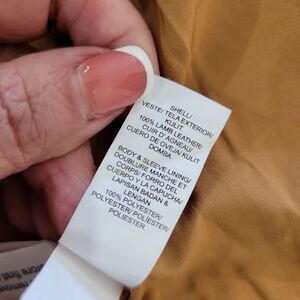 SHELL/
VESTE/ TELA EXTERIOR/
KULIT
100% LAMB LEATHER/
CUIR D'AGNEAU/
CUERO DE OVEJA/ KULIT
DOMBA
BODY & SLEEVE LINING/
DOUBLURE MANCHE ET
CORPS/ FORRO DEL
CUERPO Y LA CAPUCHA/
LAPISAN BADAN &
LENGAN
100% POLYESTER/
POLYESTER/ POLIÉSTER/
POLIESTER